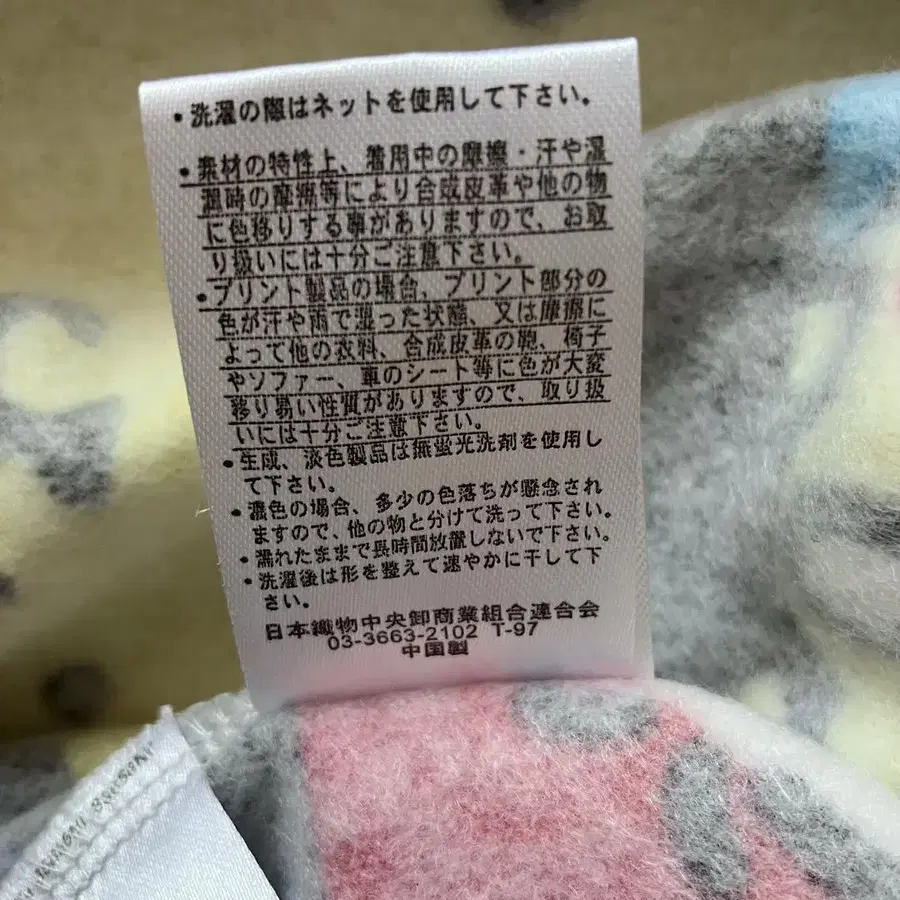 ・洗濯の際はネットを使用して下さい。
・素材の特性上、着用中の摩擦・汗や湿
潤時の摩擦等により合成皮革や他の物
に色移りする事がありますので、お取
り扱いには十分ご注意下さい。
・プリント製品の場合、プリント部分の
色が汗や雨で湿った状態、又は摩擦に
よって他の衣料、合成皮革の鞄、椅子
やソファー、車のシート等に色が大変
移り易い性質がありますので、取り扱
いには十分ご注意下さい。
・生成、淡色製品は無蛍光洗剤を使用し
て下さい。
・濃色の場合、多少の色落ちが懸念され
ますので、他の物と分けて洗って下さい。
・濡れたままで長時間放置しないで下さい。
・洗濯後は形を整えて速やかに干して下
さい。
日本織物中央卸商業組合連合会
03-3663-2102 T-97
中国製